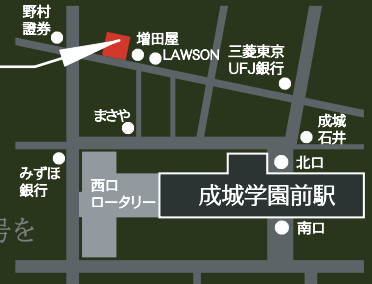 野村
證券
増田屋
LAWSON
三菱東京
UFJ銀行
まさや
成城
石井
みずほ
銀行
西口
ロータリー
北口
成城学園前駅
南口
号を